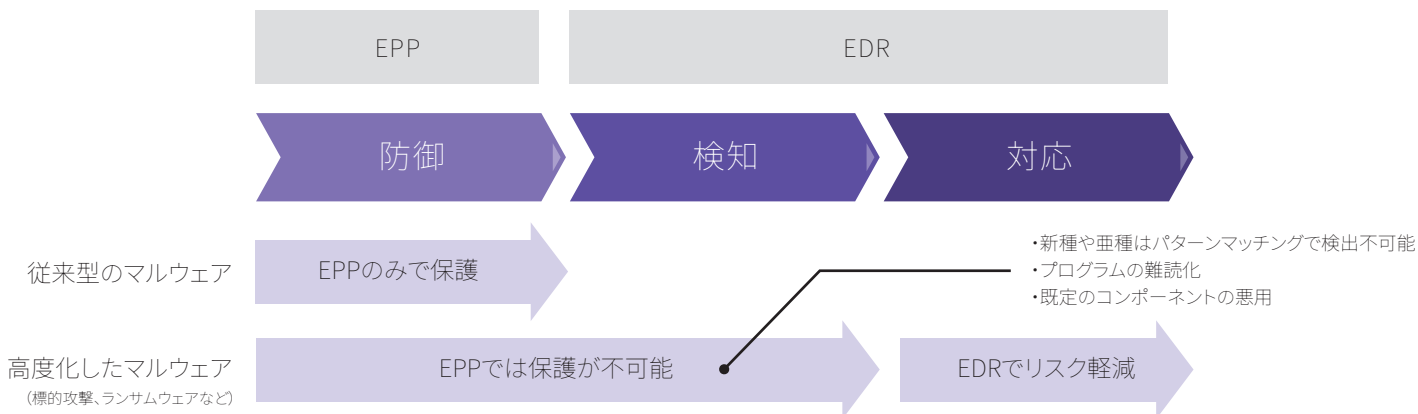 EPP
EDR
防御
検知
対応
従来型のマルウェア
EPPのみで保護
・新種や亜種はパターンマッチングで検出不可能
・プログラムの難読化
・既定のコンポーネントの悪用
高度化したマルウェア
(標的攻撃、ランサムウェアなど)
EPPでは保護が不可能
EDRでリスク軽減